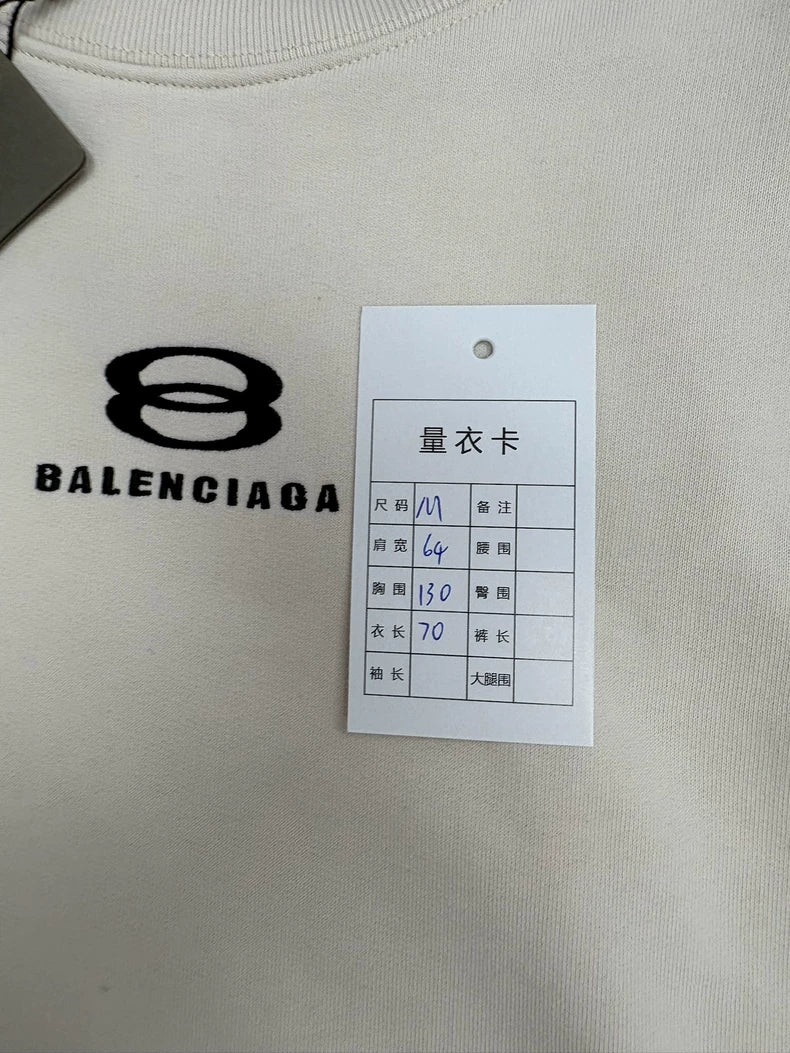 BALENCIAGA
量衣卡
尺码 M 备注
肩宽 64 腰围
胸围 130 臀围
衣长 70 裤长
袖长 大腿围